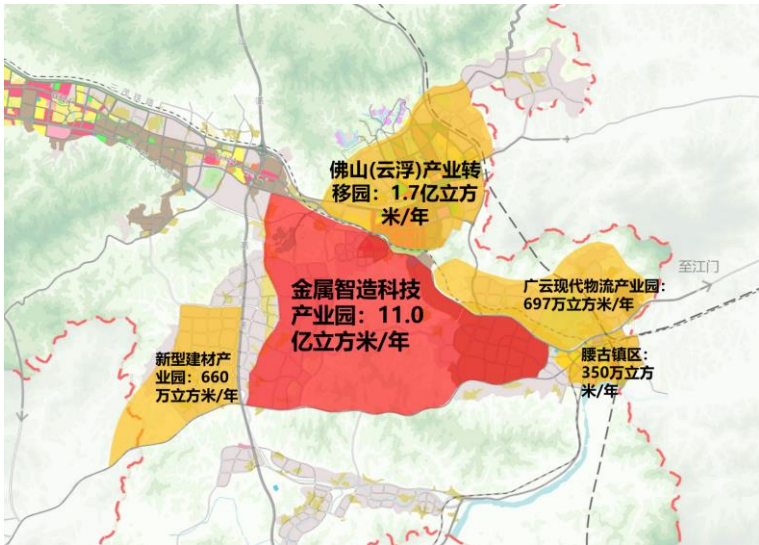 佛山(云浮)产业转
移园：1.7亿立方
米/年
至江门
金属智造科技
产业园：11.0
亿立方米/年
广云现代物流产业园：
697万立方米/年
新型建材产
业园：660
万立方米/年
腰古镇区：
350万立方
米/年